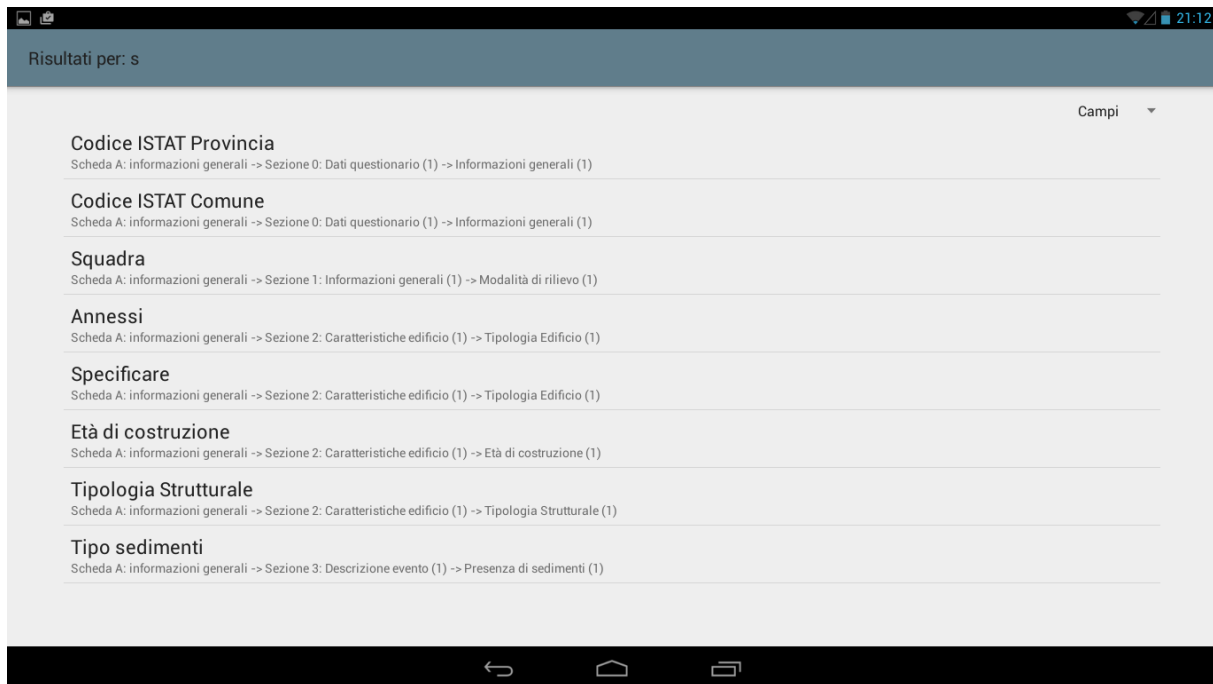 21:12
Risultati per: s
Campi
Codice ISTAT Provincia
Scheda A: informazioni generali -> Sezione 0: Dati questionario (1) -> Informazioni generali (1)
Codice ISTAT Comune
Scheda A: informazioni generali -> Sezione 0: Dati questionario (1) -> Informazioni generali (1)
Squadra
Scheda A: informazioni generali -> Sezione 1: Informazioni generali (1) -> Modalità di rilievo (1)
Annessi
Scheda A: informazioni generali -> Sezione 2: Caratteristiche edificio (1) -> Tipologia Edificio (1)
Specificare
Scheda A: informazioni generali -> Sezione 2: Caratteristiche edificio (1) -> Tipologia Edificio (1)
Età di costruzione
Scheda A: informazioni generali -> Sezione 2: Caratteristiche edificio (1) -> Età di costruzione (1)
Tipologia Strutturale
Scheda A: informazioni generali -> Sezione 2: Caratteristiche edificio (1) -> Tipologia Strutturale (1)
Tipo sedimenti
Scheda A: informazioni generali -> Sezione 3: Descrizione evento (1) -> Presenza di sedimenti (1)